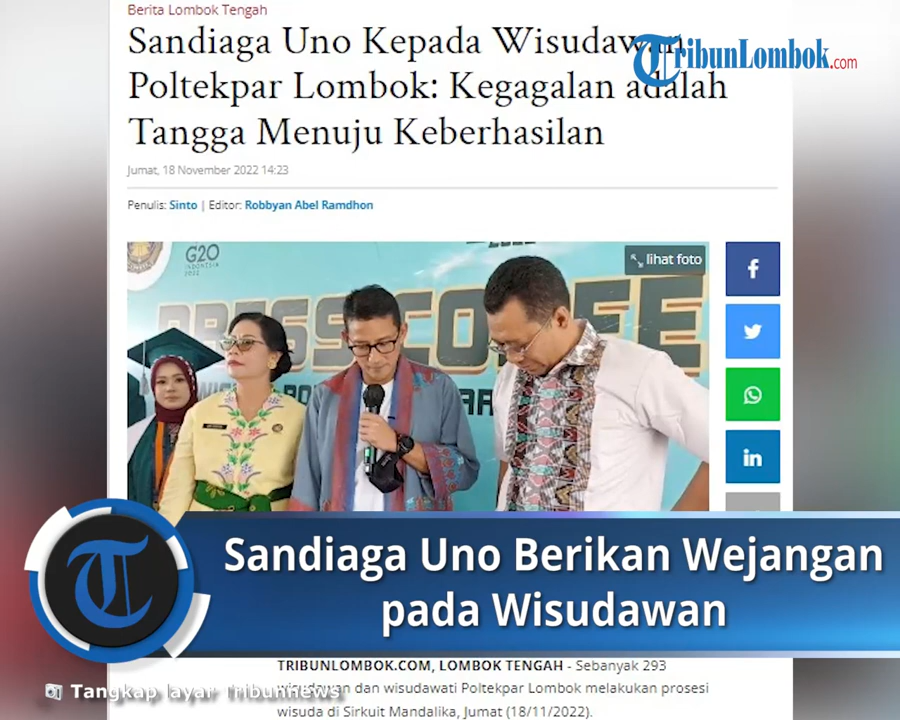 Berita Lombok Tengah
Sandiaga Uno Kepada Wisudawan
TribunLombok.com
Poltekpar Lombok: Kegagalan adalah
Tangga Menuju Keberhasilan
Jumat, 18 November 2022 14:23
Penulis: Sinto | Editor: Robbyan Abel Ramdhon
G20
INDONESIA
2022
lihat foto
PRESS CONFE
Sandiaga Uno Berikan Wejangan
pada Wisudawan
TRIBUNLOMBOK.COM, LOMBOK TENGAH - Sebanyak 293
wisudawan dan wisudawati Poltekpar Lombok melakukan prosesi
Tangkap layar Tribunnews
wisuda di Sirkuit Mandalika, Jumat (18/11/2022).